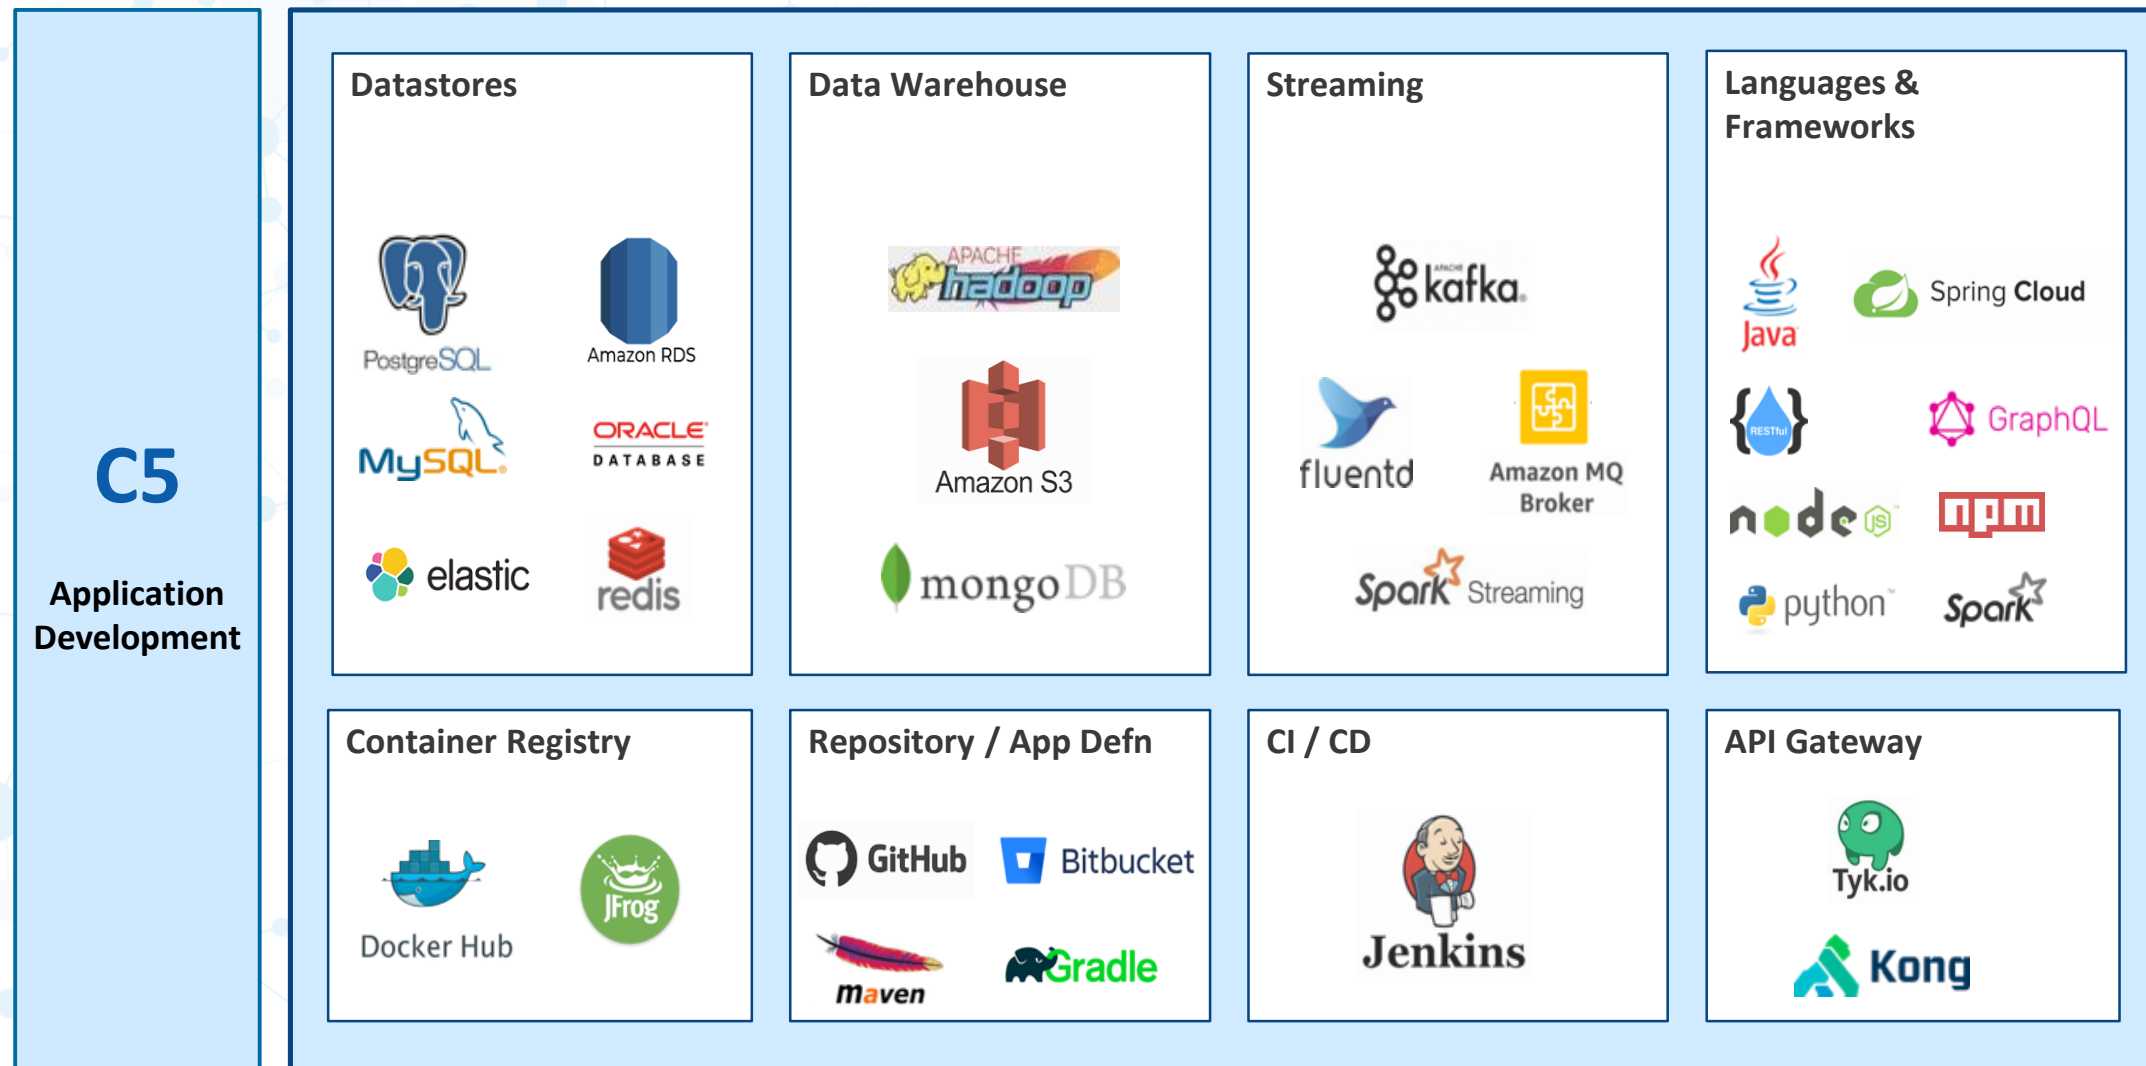 C5
Application
Development
Datastores
PostgreSQL
Amazon RDS
MySQL®
ORACLE®
DATABASE
elastic
redis
Data Warehouse
APACHE
hadoop
Amazon S3
mongoDB
Streaming
APACHE
kafka®
fluentd
Amazon MQ
Broker
Spark Streaming
Languages &
Frameworks
Java
Spring Cloud
{RESTful}
GraphQL
node JS™
npm
python™
Spark
Container Registry
Docker Hub
JFrog
Repository / App Defn
GitHub
Bitbucket
maven
Gradle
CI / CD
Jenkins
API Gateway
Tyk.io
Kong